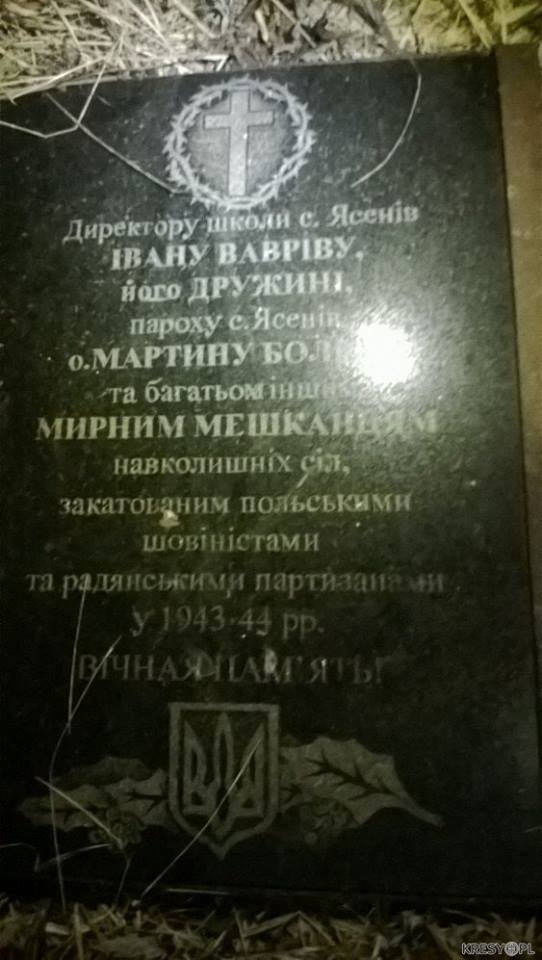 Директору школи с. Ясенів
ІВАНУ ВАВРІВУ,
його ДРУЖИНІ,
пароху с. Ясенів
о.МАРТИНУ
та багатьом
МИРНИМ МЕШКАНЦЯМ
навколишніх сіл,
закатованим польськими
шовіністами
та радянськими партизанами
у 1943-44 рр.
ВІЧНАЯ ПАМ'ЯТЬ!
KRESY.PL